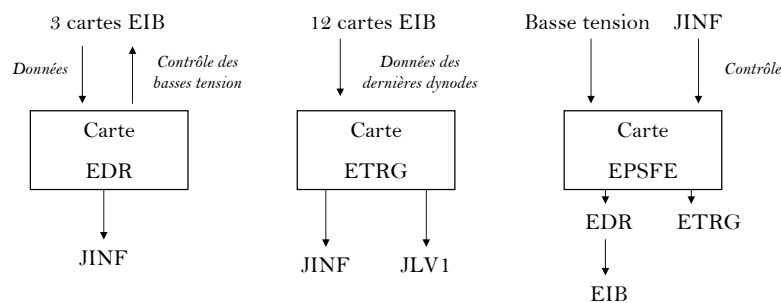 3 cartes EIB
Données
Contrôle des
basses tension
Carte
EDR
JINF
12 cartes EIB
Données des
dernières dynodes
Carte
ETRG
JINF
JLV1
Basse tension
JINF
Contrôle
Carte
EPSFE
EDR
ETRG
EIB